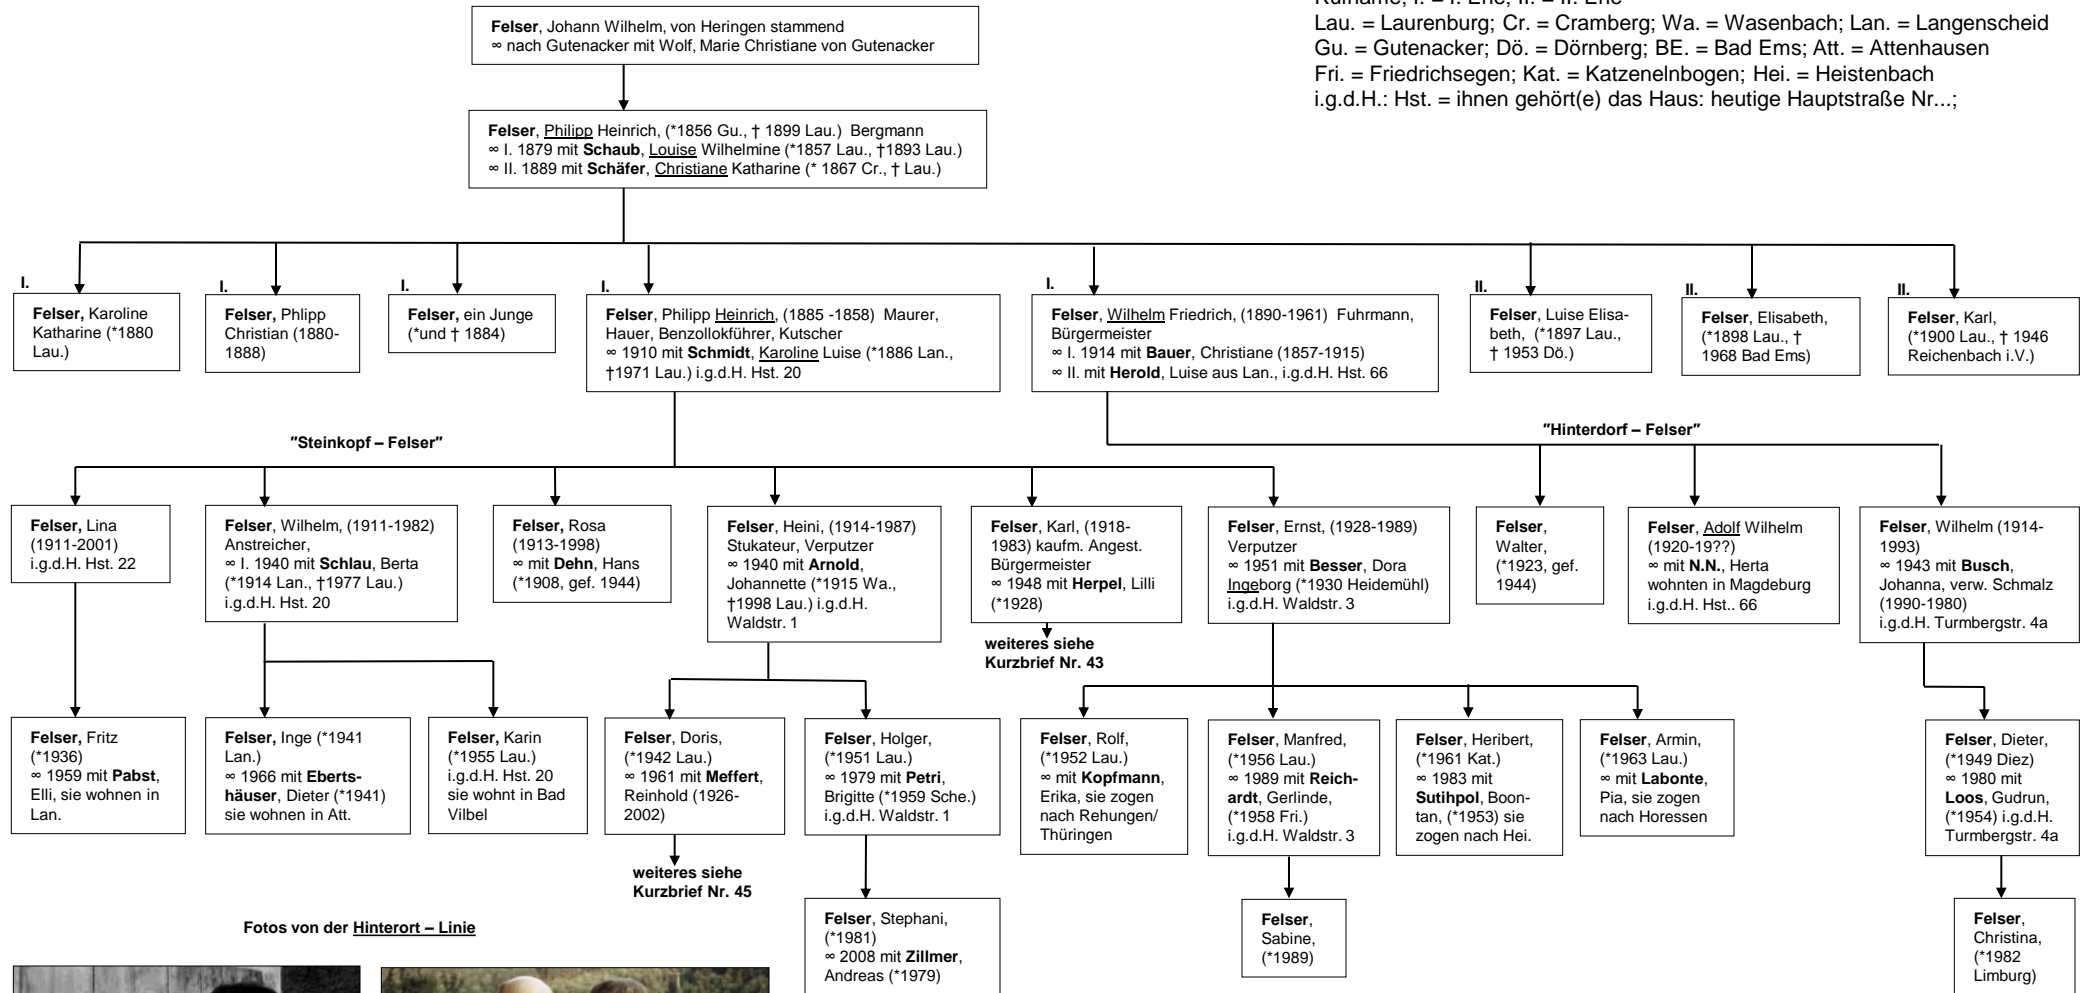 Felser, Johann Wilhelm, von Heringen stammend
∞ nach Gutenacker mit Wolf, Marie Christiane von Gutenacker
Lau. = Laurenburg; Cr. = Cramberg; Wa. = Wasenbach; Lan. = Langenscheid
Gu. = Gutenacker; Dö. = Dörnberg; BE. = Bad Ems; Att. = Attenhausen
Fri. = Friedrichsegen; Kat. = Katzenelnbogen; Hei. = Heistenbach
i.g.d.H.: Hst. = ihnen gehört(e) das Haus: heutige Hauptstraße Nr...;
Felser, Philipp Heinrich, (*1856 Gu., † 1899 Lau.) Bergmann
∞ I. 1879 mit Schaub, Louise Wilhelmine (*1857 Lau., †1893 Lau.)
∞ II. 1889 mit Schäfer, Christiane Katharine (* 1867 Cr., † Lau.)
I.
Felser, Karoline
Katharine (*1880
Lau.)
I.
Felser, Phlipp
Christian (1880-
1888)
I.
Felser, ein Junge
(*und † 1884)
I.
Felser, Philipp Heinrich, (1885 -1858) Maurer,
Hauer, Benzollokführer, Kutscher
∞ 1910 mit Schmidt, Karoline Luise (*1886 Lan.,
†1971 Lau.) i.g.d.H. Hst. 20
I.
Felser, Wilhelm Friedrich, (1890-1961) Fuhrmann,
Bürgermeister
∞ I. 1914 mit Bauer, Christiane (1857-1915)
∞ II. mit Herold, Luise aus Lan., i.g.d.H. Hst. 66
II.
Felser, Luise Elisa-
beth, (*1897 Lau.,
† 1953 Dö.)
II.
Felser, Elisabeth,
(*1898 Lau., †
1968 Bad Ems)
II.
Felser, Karl,
(*1900 Lau., † 1946
Reichenbach i.V.)
"Steinkopf – Felser"
"Hinterdorf – Felser"
Felser, Lina
(1911-2001)
i.g.d.H. Hst. 22
Felser, Wilhelm, (1911-1982)
Anstreicher,
∞ I. 1940 mit Schlau, Berta
(*1914 Lan., †1977 Lau.)
i.g.d.H. Hst. 20
Felser, Rosa
(1913-1998)
∞ mit Dehn, Hans
(*1908, gef. 1944)
Felser, Heini, (1914-1987)
Stukateur, Verputzer
∞ 1940 mit Arnold,
Johannette (*1915 Wa.,
†1998 Lau.) i.g.d.H.
Waldstr. 1
Felser, Karl, (1918-
1983) kaufm. Angest.
Bürgermeister
∞ 1948 mit Herpel, Lilli
(*1928)
weiteres siehe
Kurzbrief Nr. 43
Felser, Ernst, (1928-1989)
Verputzer
∞ 1951 mit Besser, Dora
Ingeborg (*1930 Heidemühl)
i.g.d.H. Waldstr. 3
Felser,
Walter,
(*1923, gef.
1944)
Felser, Adolf Wilhelm
(1920-19??)
∞ mit N.N., Herta
wohnten in Magdeburg
i.g.d.H. Hst.. 66
Felser, Wilhelm (1914-
1993)
∞ 1943 mit Busch,
Johanna, verw. Schmalz
(1990-1980)
i.g.d.H. Turmbergstr. 4a
Felser, Fritz
(*1936)
∞ 1959 mit Pabst,
Elli, sie wohnen in
Lan.
Felser, Inge (*1941
Lan.)
∞ 1966 mit Eberts-
häuser, Dieter (*1941)
sie wohnen in Att.
Felser, Karin
(*1955 Lau.)
i.g.d.H. Hst. 20
sie wohnt in Bad
Vilbel
Felser, Doris,
(*1942 Lau.)
∞ 1961 mit Meffert,
Reinhold (1926-
2002)
weiteres siehe
Kurzbrief Nr. 45
Felser, Holger,
(*1951 Lau.)
∞ 1979 mit Petri,
Brigitte (*1959 Sche.)
i.g.d.H. Waldstr. 1
Felser, Rolf,
(*1952 Lau.)
∞ mit Kopfmann,
Erika, sie zogen
nach Rehungen/
Thüringen
Felser, Manfred,
(*1956 Lau.)
∞ 1989 mit Reich-
ardt, Gerlinde,
(*1958 Fri.)
i.g.d.H. Waldstr. 3
Felser, Heribert,
(*1961 Kat.)
∞ 1983 mit
Sutihpol, Boon-
tan, (*1953) sie
zogen nach Hei.
Felser, Armin,
(*1963 Lau.)
∞ mit Labonte,
Pia, sie zogen
nach Horessen
Felser, Dieter,
(*1949 Diez)
∞ 1980 mit
Loos, Gudrun,
(*1954) i.g.d.H.
Turmbergstr. 4a
Felser, Stephani,
(*1981)
∞ 2008 mit Zillmer,
Andreas (*1979)
Felser,
Sabine,
(*1989)
Felser,
Christina,
(*1982
Limburg)
Fotos von der Hinterort – Linie